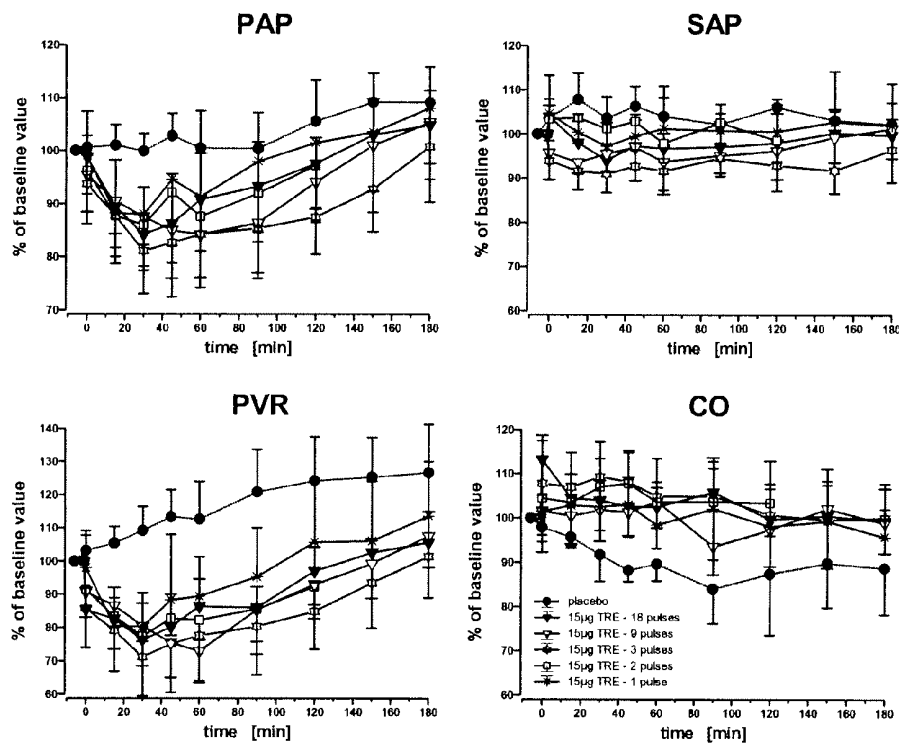 PAP
SAP
120
110
100
90
80
70
% of baseline value
0 20 40 60 80 100 120 140 160 180
time [min]
120
110
100
90
80
70
60
% of baseline value
0 20 40 60 80 100 120 140 160 180
time [min]
PVR
CO
140
130
120
110
100
90
80
70
60
% of baseline value
0 20 40 60 80 100 120 140 160 180
time [min]
120
110
100
90
80
70
60
% of baseline value
placebo
15µg TRE - 18 pulses
15µg TRE - 9 pulses
15µg TRE - 3 pulses
15µg TRE - 2 pulses
15µg TRE - 1 pulse
0 20 40 60 80 100 120 140 160 180
time [min]